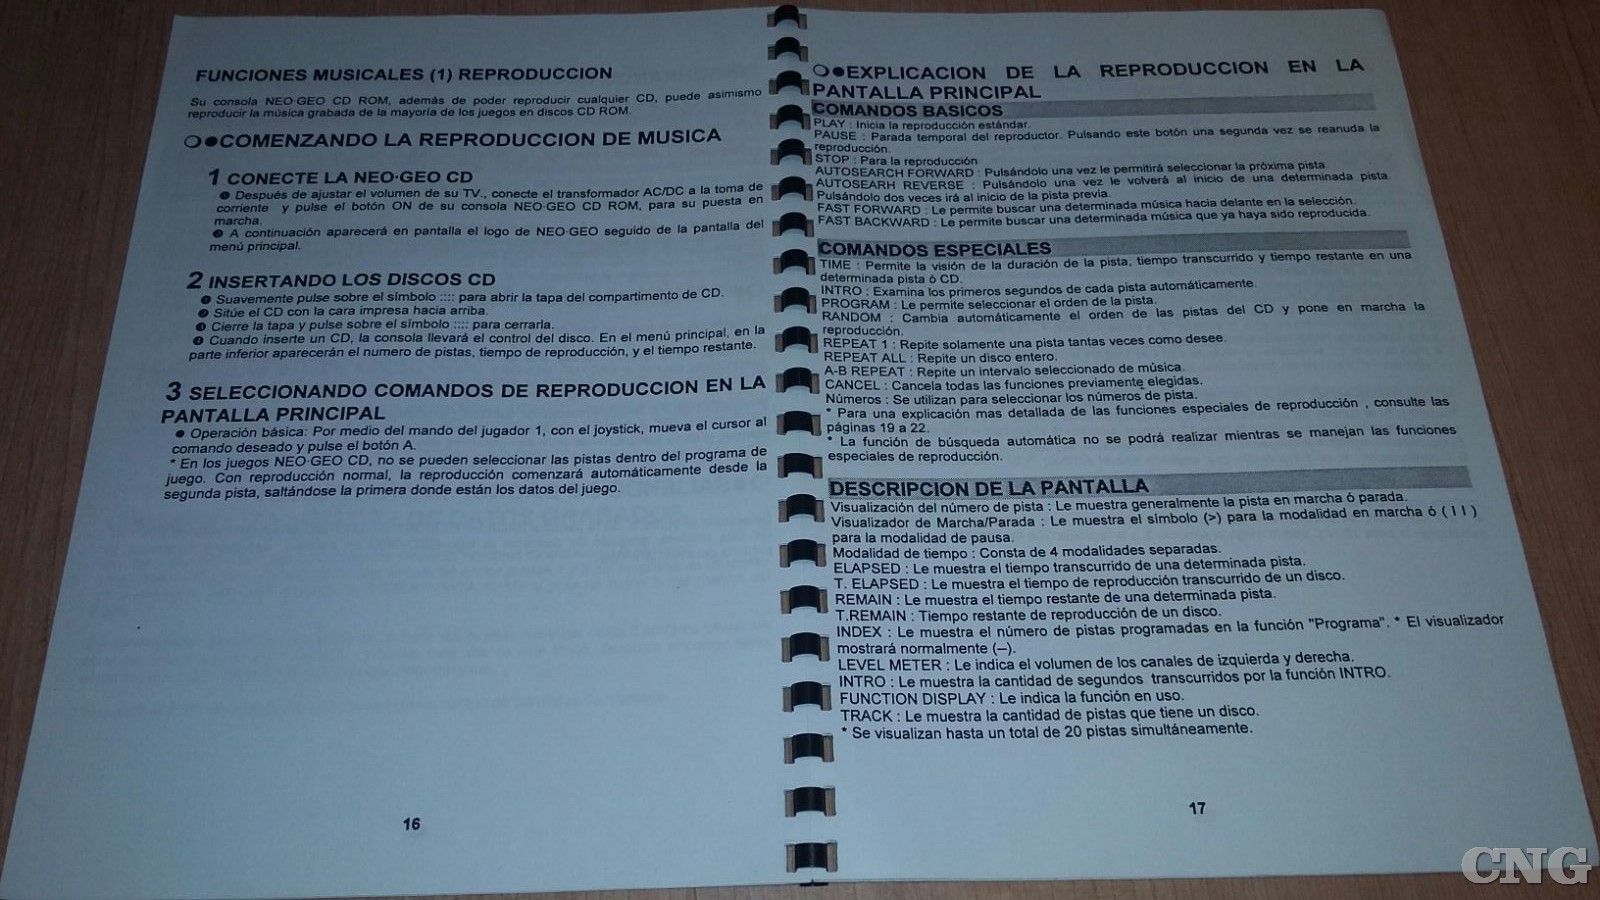 FUNCIONES MUSICALES (1) REPRODUCCION
Su consola NEO·GEO CD ROM, además de poder reproducir cualquier CD, puede asimismo
reproducir la música grabada de la mayoría de los juegos en discos CD ROM.
❍●COMENZANDO LA REPRODUCCION DE MUSICA
1 CONECTE LA NEO·GEO CD
❶ Después de ajustar el volumen de su TV., conecte el transformador AC/DC a la toma de
corriente y pulse el botón ON de su consola NEO·GEO CD ROM, para su puesta en
marcha.
❷ A continuación aparecerá en pantalla el logo de NEO·GEO seguido de la pantalla del
menú principal.
2 INSERTANDO LOS DISCOS CD
❶ Suavemente pulse sobre el símbolo :::: para abrir la tapa del compartimento de CD.
❷ Sitúe el CD con la cara impresa hacia arriba.
❸ Cierre la tapa y pulse sobre el símbolo :::: para cerrarla.
❹ Cuando inserte un CD, la consola llevará el control del disco. En el menú principal, en la
parte inferior aparecerán el numero de pistas, tiempo de reproducción, y el tiempo restante.
3 SELECCIONANDO COMANDOS DE REPRODUCCION EN LA
PANTALLA PRINCIPAL
● Operación básica: Por medio del mando del jugador 1, con el joystick, mueva el cursor al
comando deseado y pulse el botón A.
* En los juegos NEO·GEO CD, no se pueden seleccionar las pistas dentro del programa de
juego. Con reproducción normal, la reproducción comenzará automáticamente desde la
segunda pista, saltándose la primera donde están los datos del juego.
16
❍●EXPLICACION DE LA REPRODUCCION EN LA
PANTALLA PRINCIPAL
COMANDOS BASICOS
PLAY : Inicia la reproducción estándar.
PAUSE : Parada temporal del reproductor. Pulsando este botón una segunda vez se reanuda la
reproducción.
STOP : Para la reproducción
AUTOSEARCH FORWARD : Pulsándolo una vez le permitirá seleccionar la próxima pista.
AUTOSEARH REVERSE : Pulsándolo una vez le volverá al inicio de una determinada pista.
Pulsándolo dos veces irá al inicio de la pista previa.
FAST FORWARD : Le permite buscar una determinada música hacia delante en la selección.
FAST BACKWARD : Le permite buscar una determinada música que ya haya sido reproducida.
COMANDOS ESPECIALES
TIME : Permite la visión de la duración de la pista, tiempo transcurrido y tiempo restante en una
determinada pista ó CD.
INTRO : Examina los primeros segundos de cada pista automáticamente.
PROGRAM : Le permite seleccionar el orden de la pista.
RANDOM : Cambia automáticamente el orden de las pistas del CD y pone en marcha la
reproducción.
REPEAT 1 : Repite solamente una pista tantas veces como desee.
REPEAT ALL : Repite un disco entero.
A-B REPEAT : Repite un intervalo seleccionado de música.
CANCEL : Cancela todas las funciones previamente elegidas.
Números : Se utilizan para seleccionar los números de pista.
* Para una explicación mas detallada de las funciones especiales de reproducción , consulte las
páginas 19 a 22.
* La función de búsqueda automática no se podrá realizar mientras se manejan las funciones
especiales de reproducción.
DESCRIPCION DE LA PANTALLA
Visualización del número de pista : Le muestra generalmente la pista en marcha ó parada.
Visualizador de Marcha/Parada : Le muestra el símbolo (>) para la modalidad en marcha ó ( I I )
para la modalidad de pausa.
Modalidad de tiempo : Consta de 4 modalidades separadas.
ELAPSED : Le muestra el tiempo transcurrido de una determinada pista.
T. ELAPSED : Le muestra el tiempo de reproducción transcurrido de un disco.
REMAIN : Le muestra el tiempo restante de una determinada pista.
T.REMAIN : Tiempo restante de reproducción de un disco.
INDEX : Le muestra el número de pistas programadas en la función "Programa". * El visualizador
mostrará normalmente (–).
LEVEL METER : Le indica el volumen de los canales de izquierda y derecha.
INTRO : Le muestra la cantidad de segundos transcurridos por la función INTRO.
FUNCTION DISPLAY : Le indica la función en uso.
TRACK : Le muestra la cantidad de pistas que tiene un disco.
* Se visualizan hasta un total de 20 pistas simultáneamente.
17
CNG